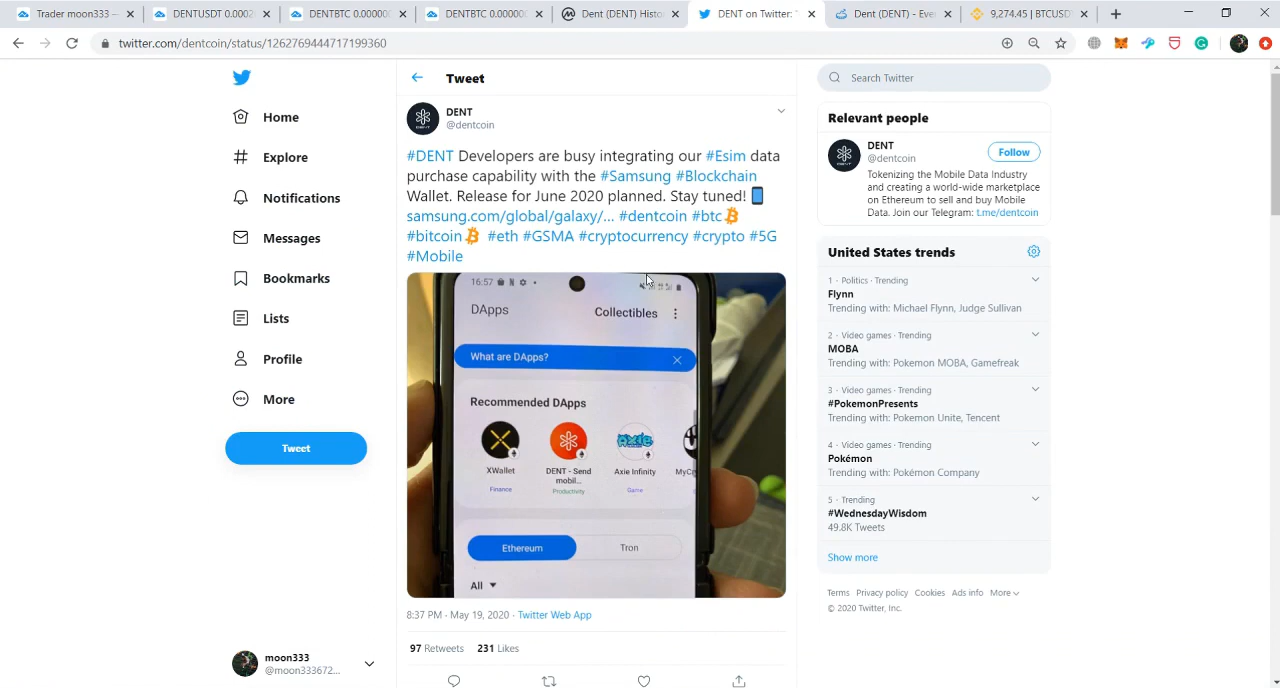 Trader moon333 —
DENTUSDT 0.0002
DENTBTC 0.00000
DENTBTC 0.00000
Dent (DENT) Histo
DENT on Twitter: "
Dent (DENT) - Eve
9,274.45 | BTCUSD
twitter.com/dentcoin/status/1262769444717199360
Home
Explore
Notifications
Messages
Bookmarks
Lists
Profile
More
Tweet
moon333
@moon333672...
Tweet
DENT
@dentcoin
#DENT Developers are busy integrating our #Esim data
purchase capability with the #Samsung #Blockchain
Wallet. Release for June 2020 planned. Stay tuned!
samsung.com/global/galaxy/... #dentcoin #btc
#bitcoin #eth #GSMA #cryptocurrency #crypto #5G
#Mobile
16:57
DApps
Collectibles
What are DApps?
Recommended DApps
XWallet
Finance
DENT - Send
mobil...
Productivity
Axie Infinity
Game
MyCr
Ethereum
Tron
All
8:37 PM · May 19, 2020 · Twitter Web App
97 Retweets 231 Likes
Search Twitter
Relevant people
DENT
@dentcoin
Follow
Tokenizing the Mobile Data Industry
and creating a world-wide marketplace
on Ethereum to sell and buy Mobile
Data. Join our Telegram: t.me/dentcoin
United States trends
1 · Politics · Trending
Flynn
Trending with: Michael Flynn, Judge Sullivan
2 · Video games · Trending
MOBA
Trending with: Pokemon MOBA, Gamefreak
3 · Video games · Trending
#PokemonPresents
Trending with: Pokemon Unite, Tencent
4 · Video games · Trending
Pokémon
Trending with: Pokémon Company
5 · Trending
#WednesdayWisdom
49.8K Tweets
Show more
Terms Privacy policy Cookies Ads info More
© 2020 Twitter, Inc.